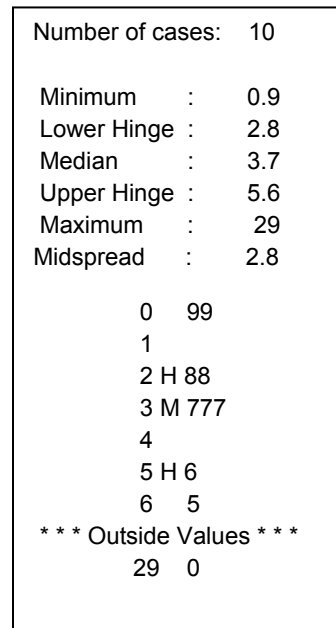 Number of cases: 10
Minimum : 0.9
Lower Hinge : 2.8
Median : 3.7
Upper Hinge : 5.6
Maximum : 29
Midspread : 2.8
0 99
1
2 H 88
3 M 777
4
5 H 6
6 5
* * * Outside Values * * *
29 0